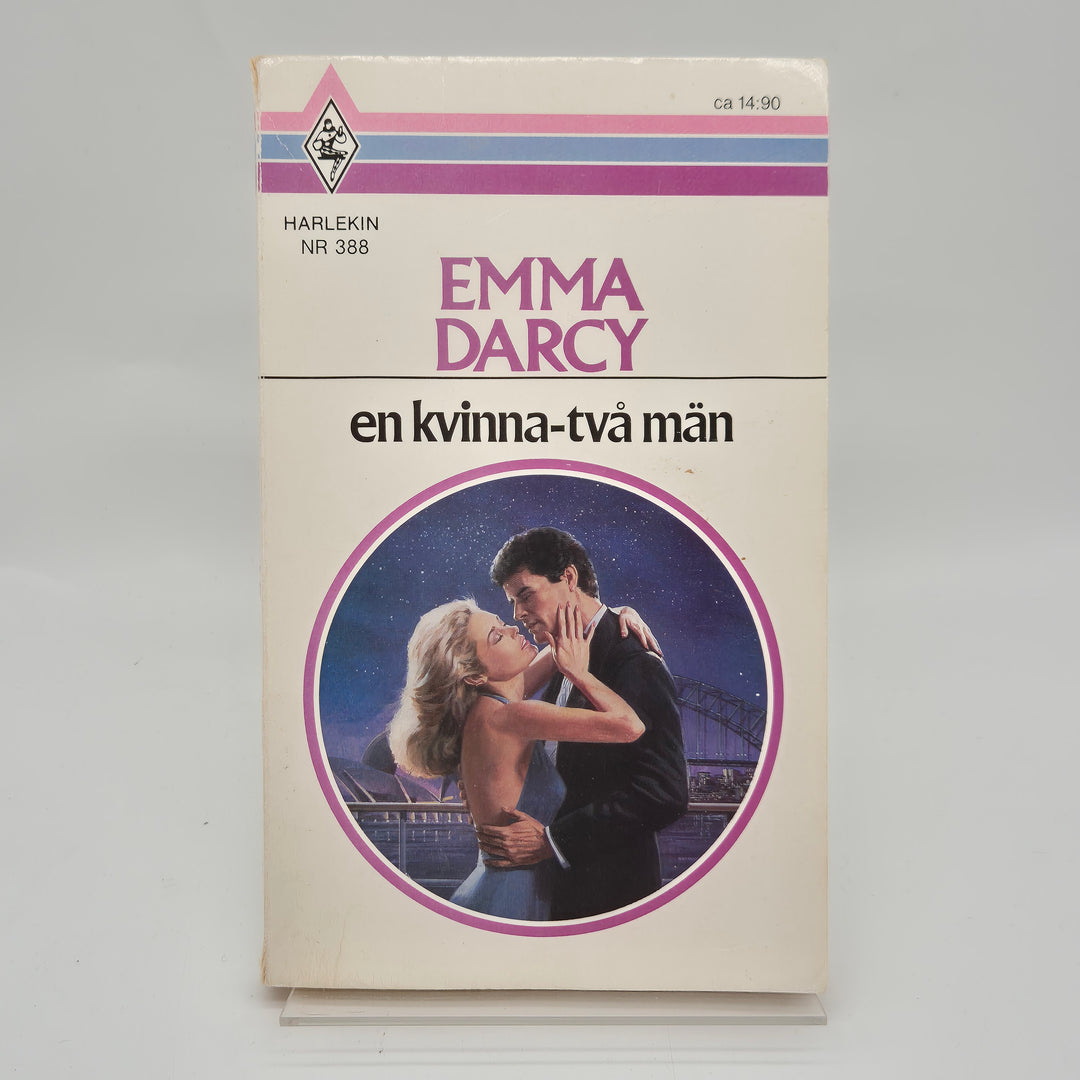 ca 14:90
HARLEKIN
NR 388
EMMA
DARCY
en kvinna-två män